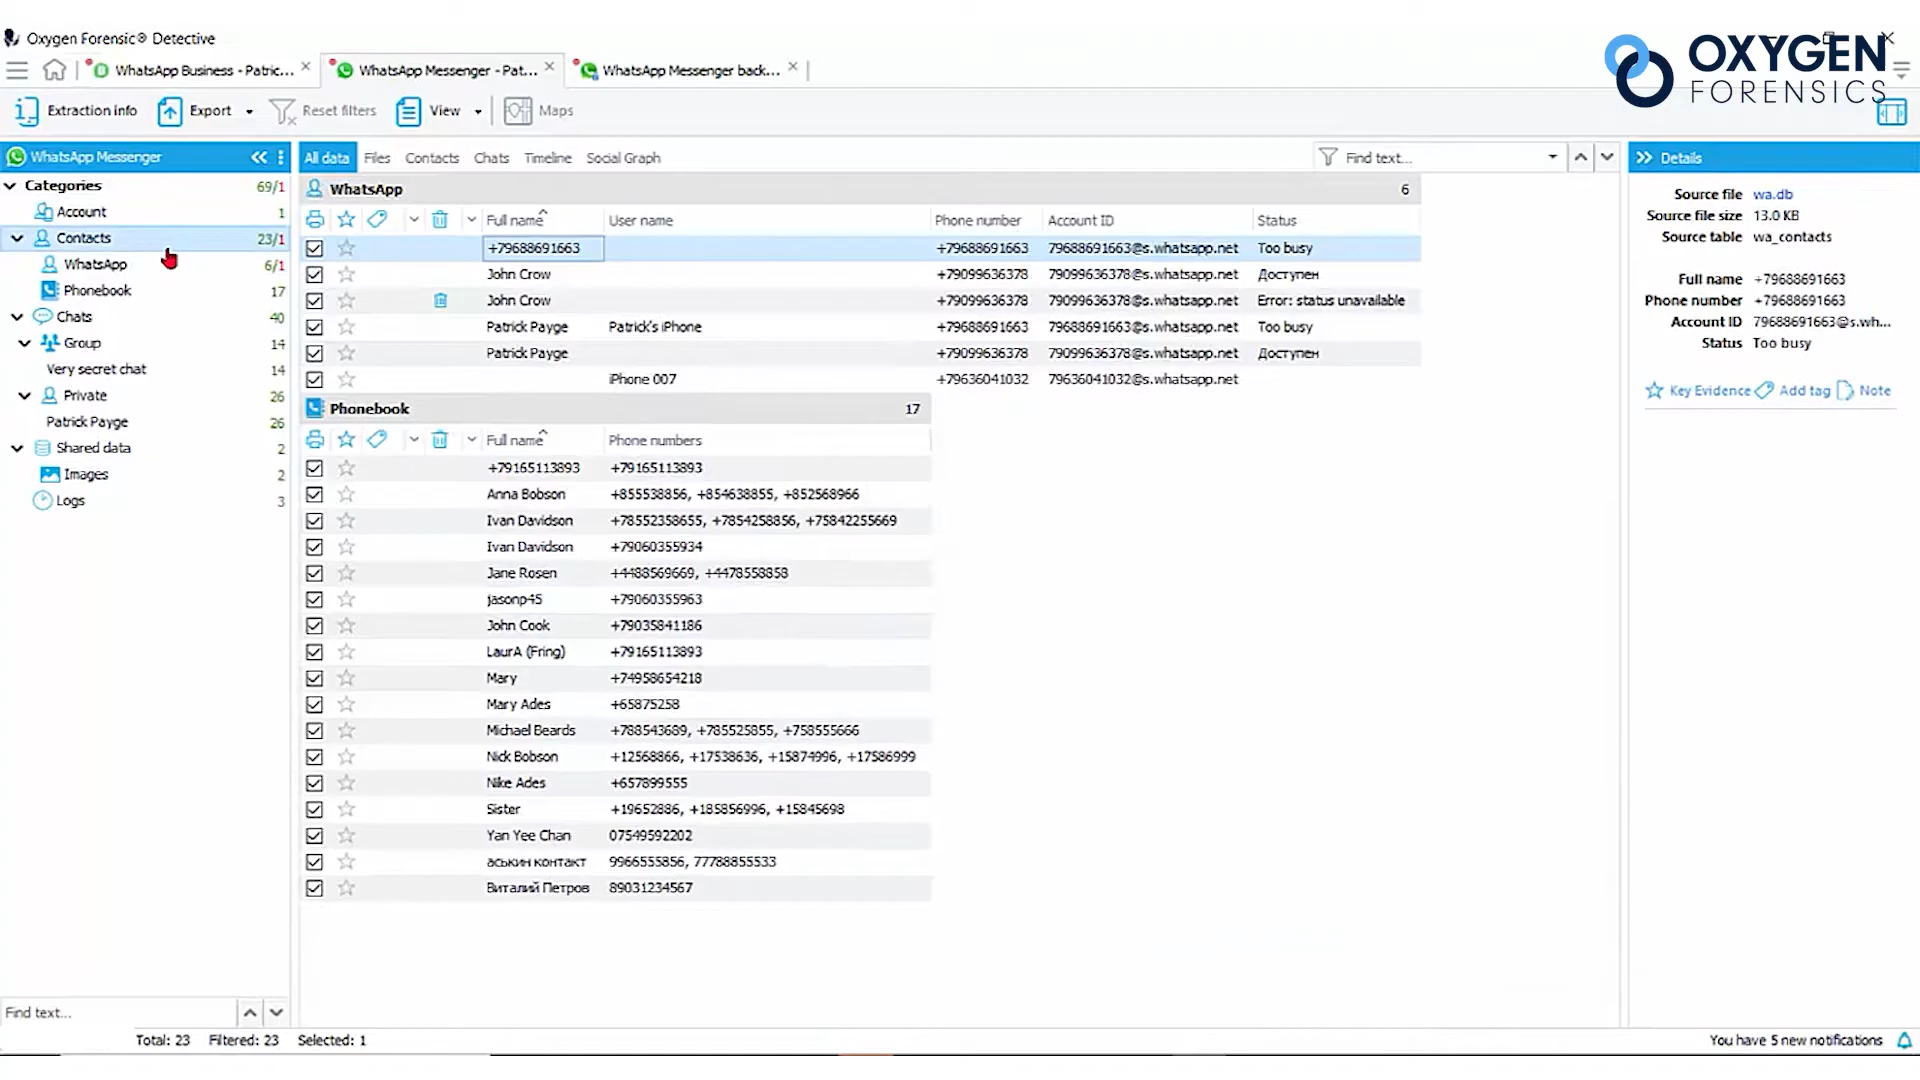 Oxygen Forensic® Detective
WhatsApp Business - Patric...
WhatsApp Messenger - Pat...
WhatsApp Messenger back...
OXYGEN
FORENSICS
Extraction info
Export
Reset filters
View
Maps
WhatsApp Messenger
All data Files Contacts Chats Timeline Social Graph
Find text...
Details
Categories 69/1
Account 1
Contacts 23/1
WhatsApp 6/1
Phonebook 17
Chats 40
Group 14
Very secret chat 14
Private 26
Patrick Payge 26
Shared data 2
Images 2
Logs 3
Find text...
WhatsApp 6
Full name User name Phone number Account ID Status
+79688691663 +79688691663 79688691663@s.whatsapp.net Too busy
John Crow +79099636378 79099636378@s.whatsapp.net Доступен
John Crow +79099636378 79099636378@s.whatsapp.net Error: status unavailable
Patrick Payge Patrick's iPhone +79688691663 79688691663@s.whatsapp.net Too busy
Patrick Payge +79099636378 79099636378@s.whatsapp.net Доступен
iPhone 007 +79636041032 79636041032@s.whatsapp.net
Phonebook 17
Full name Phone numbers
+79165113893 +79165113893
Anna Bobson +855538856, +854638855, +852568966
Ivan Davidson +78552358655, +7854258856, +75842255669
Ivan Davidson +79060355934
Jane Rosen +4488569669, +4478558858
jasonp45 +79060355963
John Cook +79035841186
LaurA (Fring) +79165113893
Mary +74958654218
Mary Ades +65875258
Michael Beards +788543689, +785525855, +758555666
Nick Bobson +12568866, +17538636, +15874996, +17586999
Nike Ades +657899555
Sister +19652886, +185856996, +15845698
Yan Yee Chan 07549592202
аськин контакт 9966555856, 77788855533
Виталий Петров 89031234567
Source file wa.db
Source file size 13.0 KB
Source table wa_contacts
Full name +79688691663
Phone number +79688691663
Account ID 79688691663@s.wh...
Status Too busy
Key Evidence Add tag Note
Total: 23 Filtered: 23 Selected: 1
You have 5 new notifications